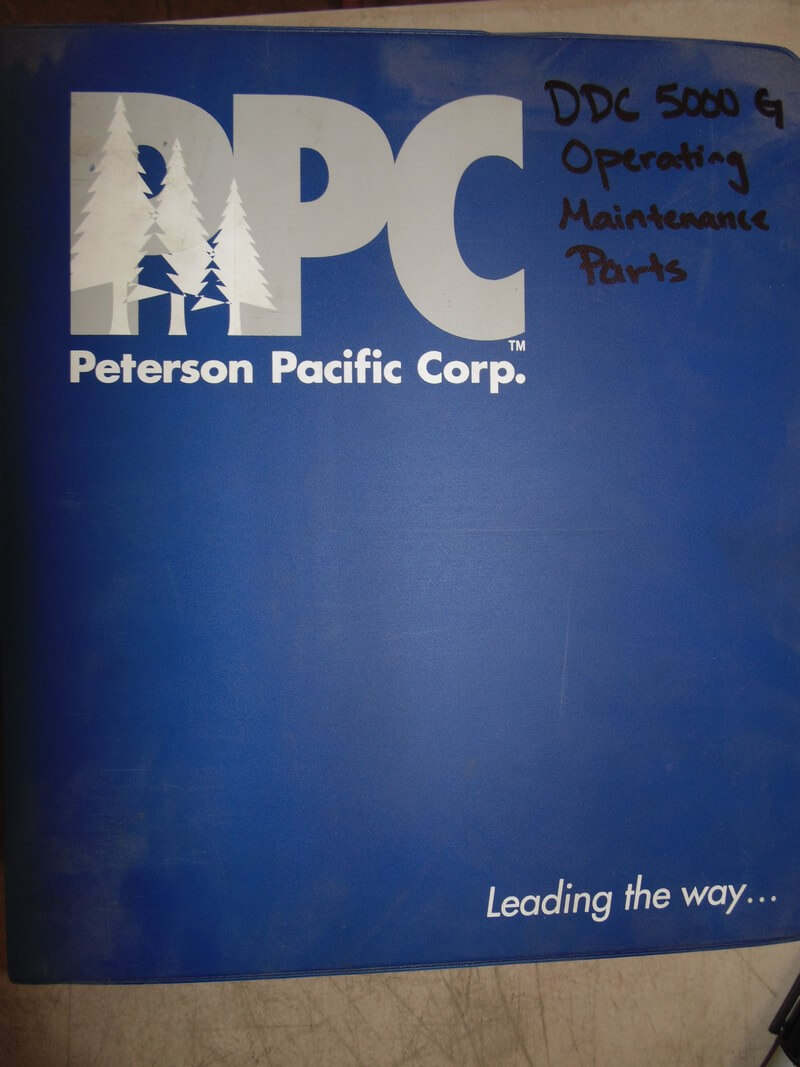 PPC
TM
Peterson Pacific Corp.
DDC 5000 G
Operating
Maintenance
Parts
Leading the way...